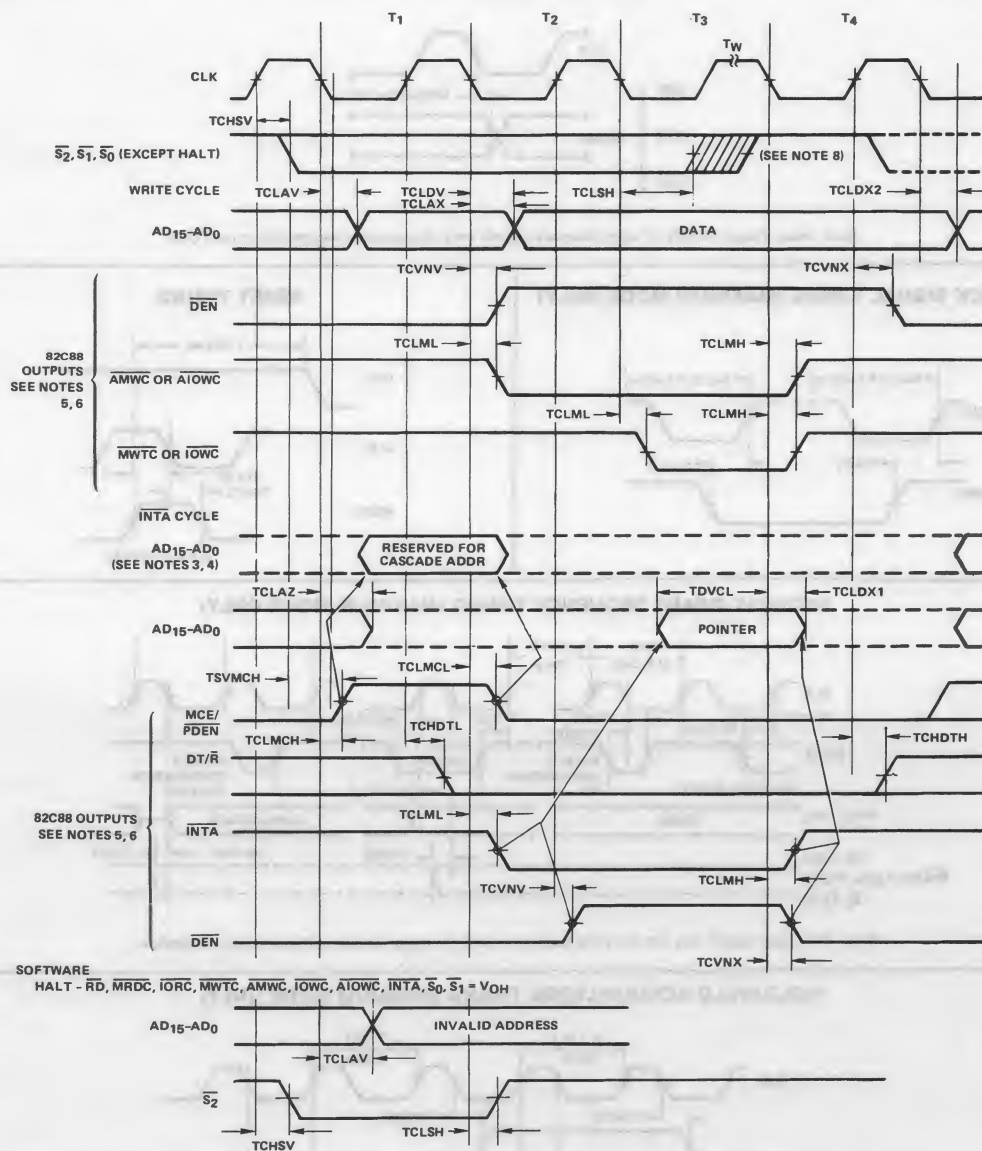 T1 T2 T3 T4
TW
CLK
TCHSV
S2, S1, S0 (EXCEPT HALT)
(SEE NOTE 8)
WRITE CYCLE
TCLAV
TCLDV
TCLAX
TCLSH
TCLDX2
AD15–AD0
DATA
TCVNV
TCVNX
DEN
82C88
OUTPUTS
SEE NOTES
5, 6
TCLML
TCLMH
AMWC OR AIOWC
TCLML
TCLMH
MWTC OR IOWC
INTA CYCLE
AD15–AD0
(SEE NOTES 3, 4)
RESERVED FOR
CASCADE ADDR
TCLAZ
TDVCL
TCLDX1
AD15–AD0
POINTER
TCLMCL
TSVMCH
MCE/
PDEN
TCLMCH
TCHDTL
TCHDTH
DT/R
82C88 OUTPUTS
SEE NOTES 5, 6
TCLML
INTA
TCVNV
TCLMH
DEN
TCVNX
SOFTWARE
HALT - RD, MRDC, IORC, MWTC, AMWC, IOWC, AIOWC, INTA, S0, S1 = VOH
AD15–AD0
INVALID ADDRESS
TCLAV
S2
TCHSV
TCLSH